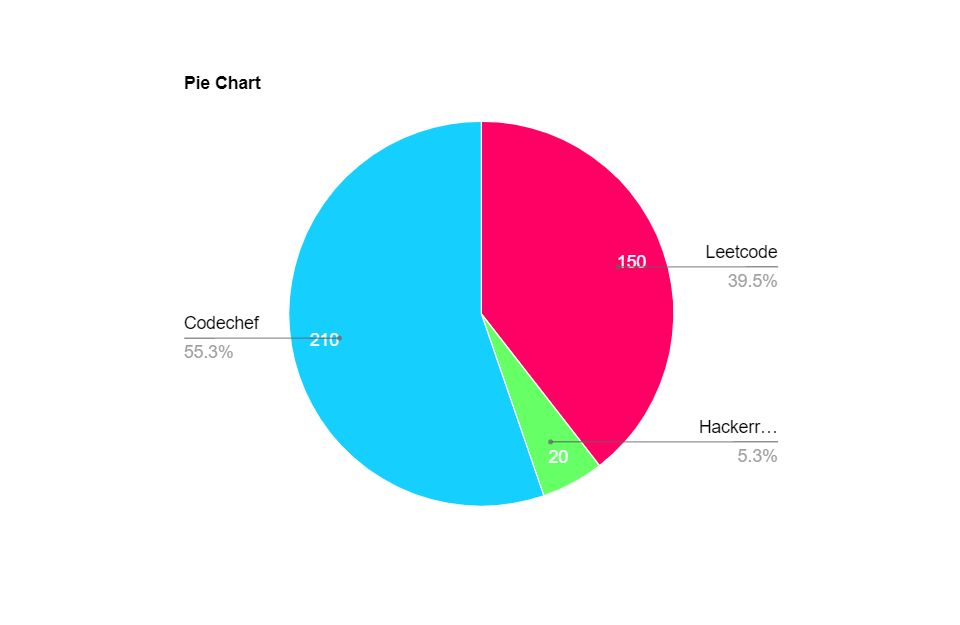 Pie Chart
150
Leetcode
39.5%
Codechef
210
55.3%
Hackerr…
20
5.3%